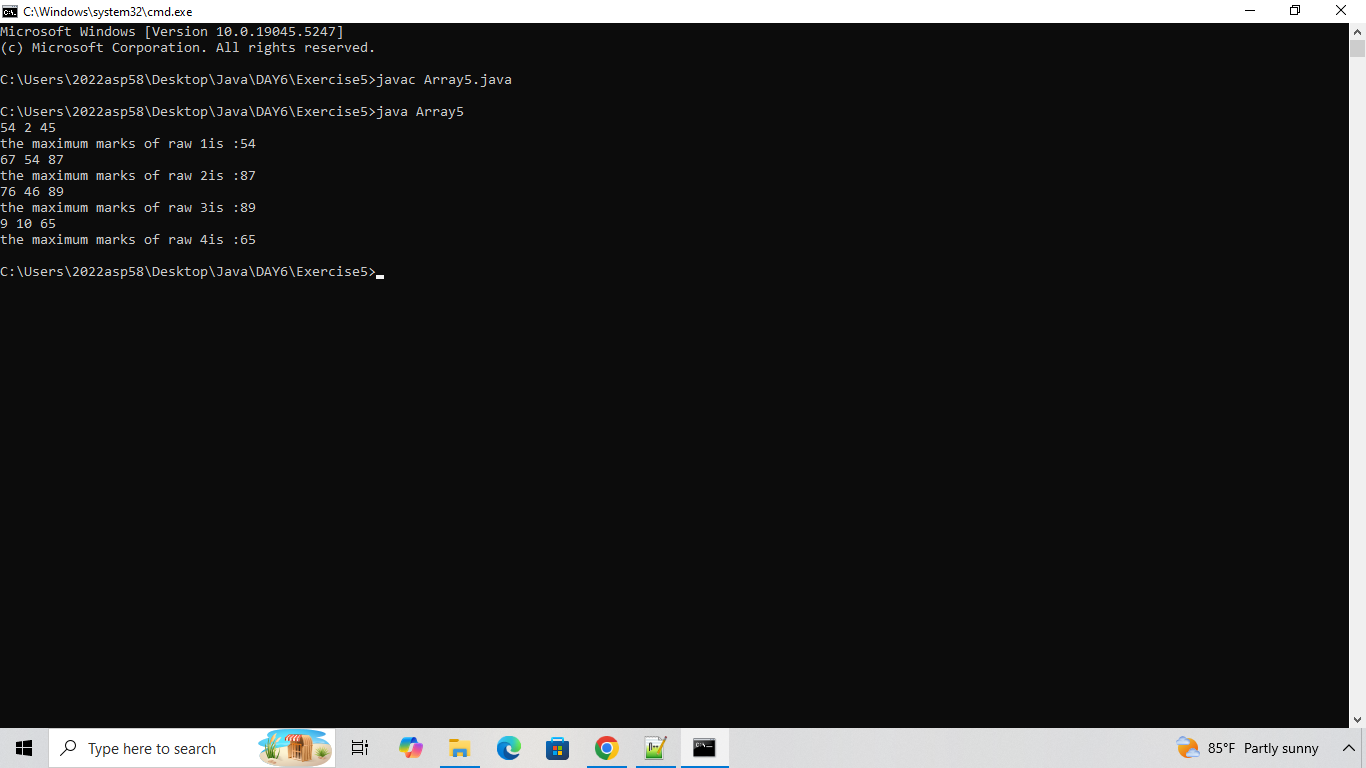 C:\Windows\system32\cmd.exe
Microsoft Windows [Version 10.0.19045.5247]
(c) Microsoft Corporation. All rights reserved.
C:\Users\2022asp58\Desktop\Java\DAY6\Exercise5>javac Array5.java
C:\Users\2022asp58\Desktop\Java\DAY6\Exercise5>java Array5
54 2 45
the maximum marks of raw 1is :54
67 54 87
the maximum marks of raw 2is :87
76 46 89
the maximum marks of raw 3is :89
9 10 65
the maximum marks of raw 4is :65
C:\Users\2022asp58\Desktop\Java\DAY6\Exercise5>
Type here to search
85°F Partly sunny